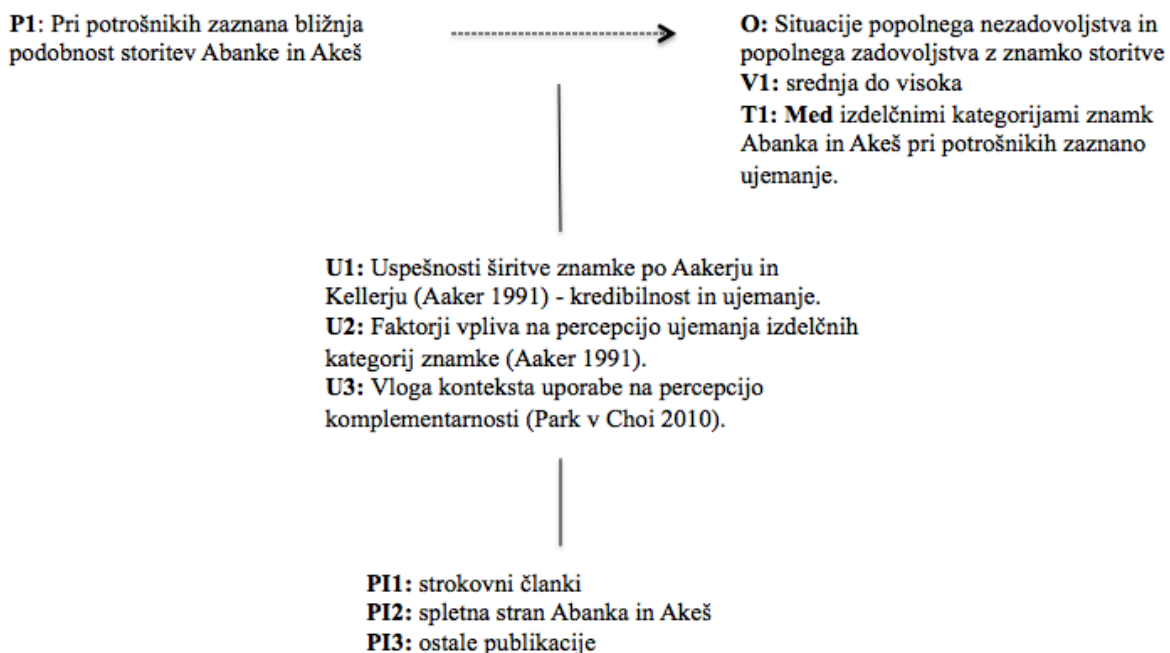 P1: Pri potrošnikih zaznana bližnja
podobnost storitev Abanke in Akeš
O: Situacije popolnega nezadovoljstva in
popolnega zadovoljstva z znamko storitve
V1: srednja do visoka
T1: Med izdelčnimi kategorijami znamk
Abanka in Akeš pri potrošnikih zaznano
ujemanje.
U1: Uspešnosti širitve znamke po Aakerju in
Kellerju (Aaker 1991) - kredibilnost in ujemanje.
U2: Faktorji vpliva na percepcijo ujemanja izdelčnih
kategorij znamke (Aaker 1991).
U3: Vloga konteksta uporabe na percepcijo
komplementarnosti (Park v Choi 2010).
PI1: strokovni članki
PI2: spletna stran Abanka in Akeš
PI3: ostale publikacije